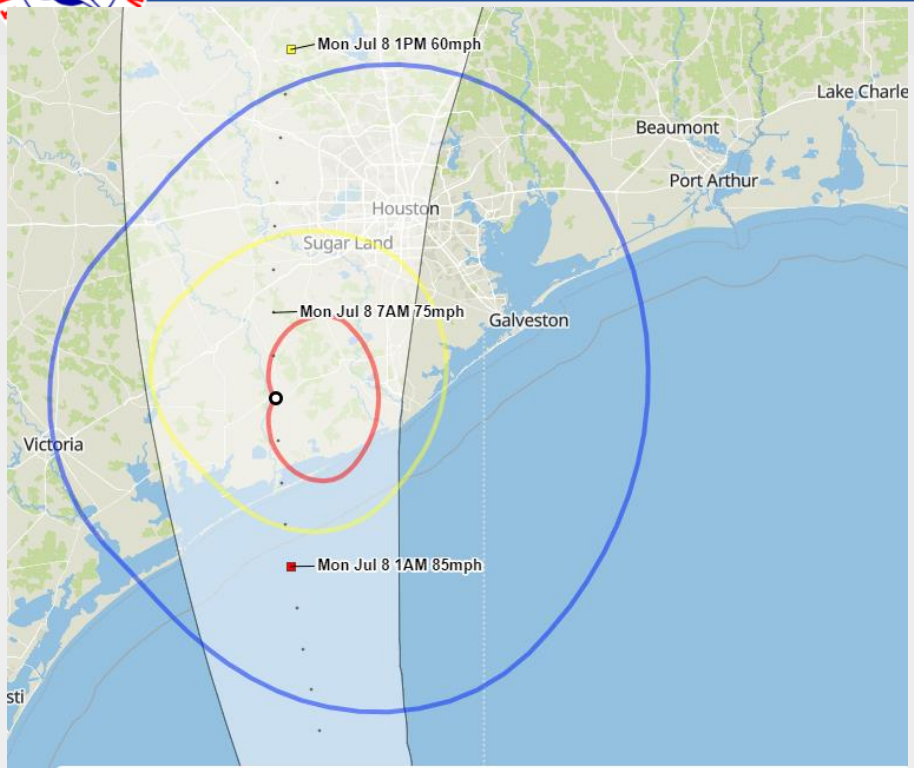 Mon Jul 8 1PM 60mph
Lake Charle
Beaumont
Port Arthur
Houston
Sugar Land
Mon Jul 8 7AM 75mph
Galveston
Victoria
Mon Jul 8 1AM 85mph
sti